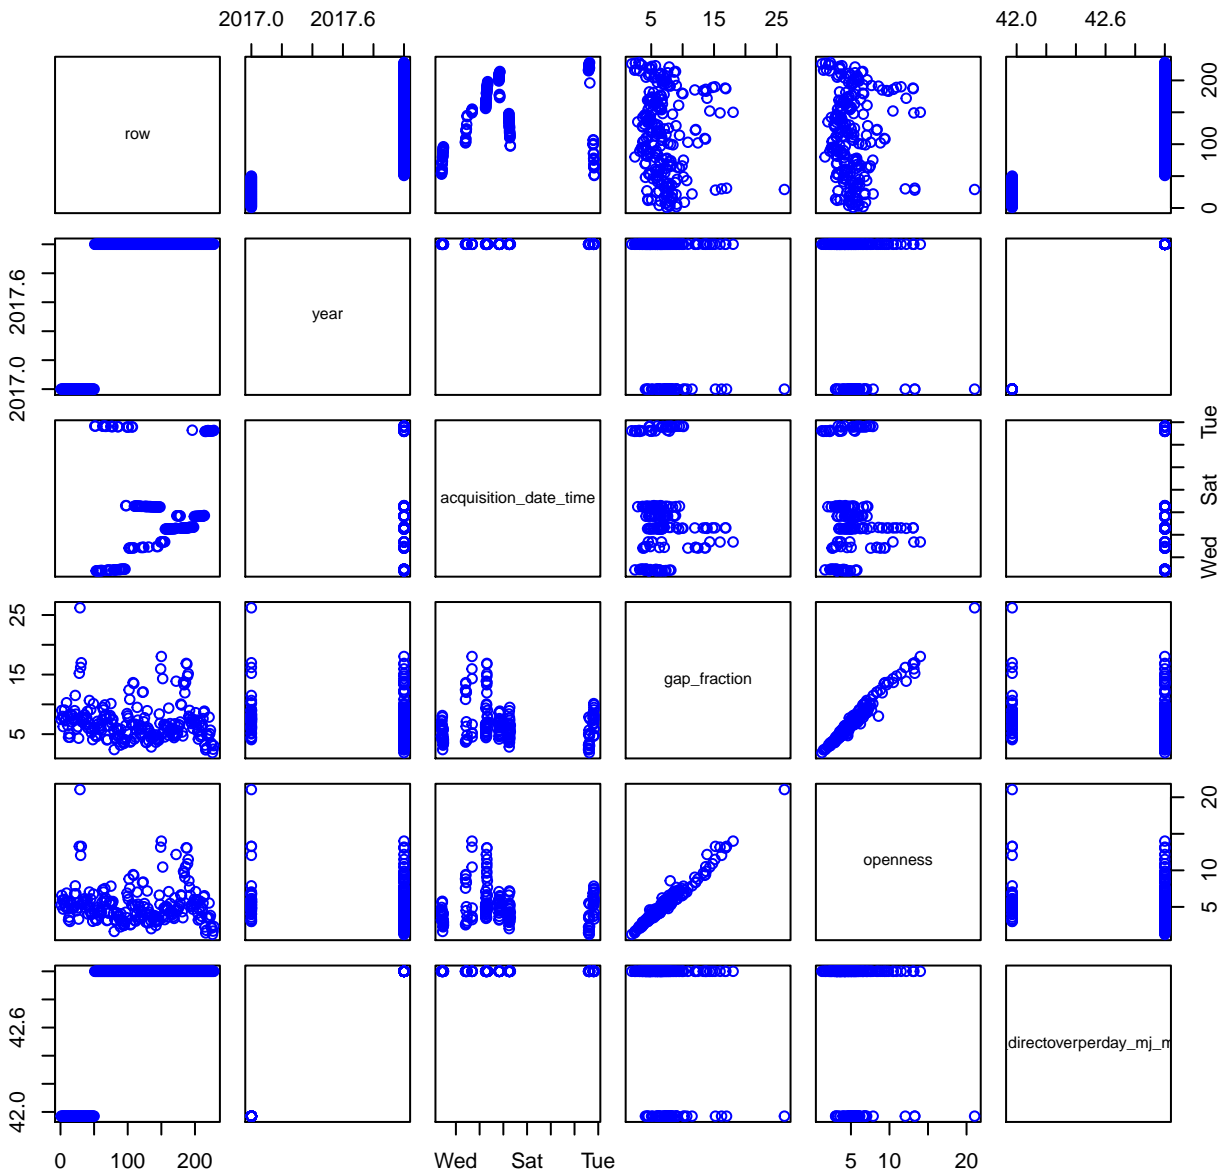 2017.0 2017.6
5 15 25
42.0 42.6
row
0 100 200
2017.0 2017.6
year
acquisition_date_time
Wed Sat Tue
5 15 25
gap_fraction
openness
5 10 20
42.0 42.6
directoverperday_mj_m
0 100 200
Wed Sat Tue
5 10 20